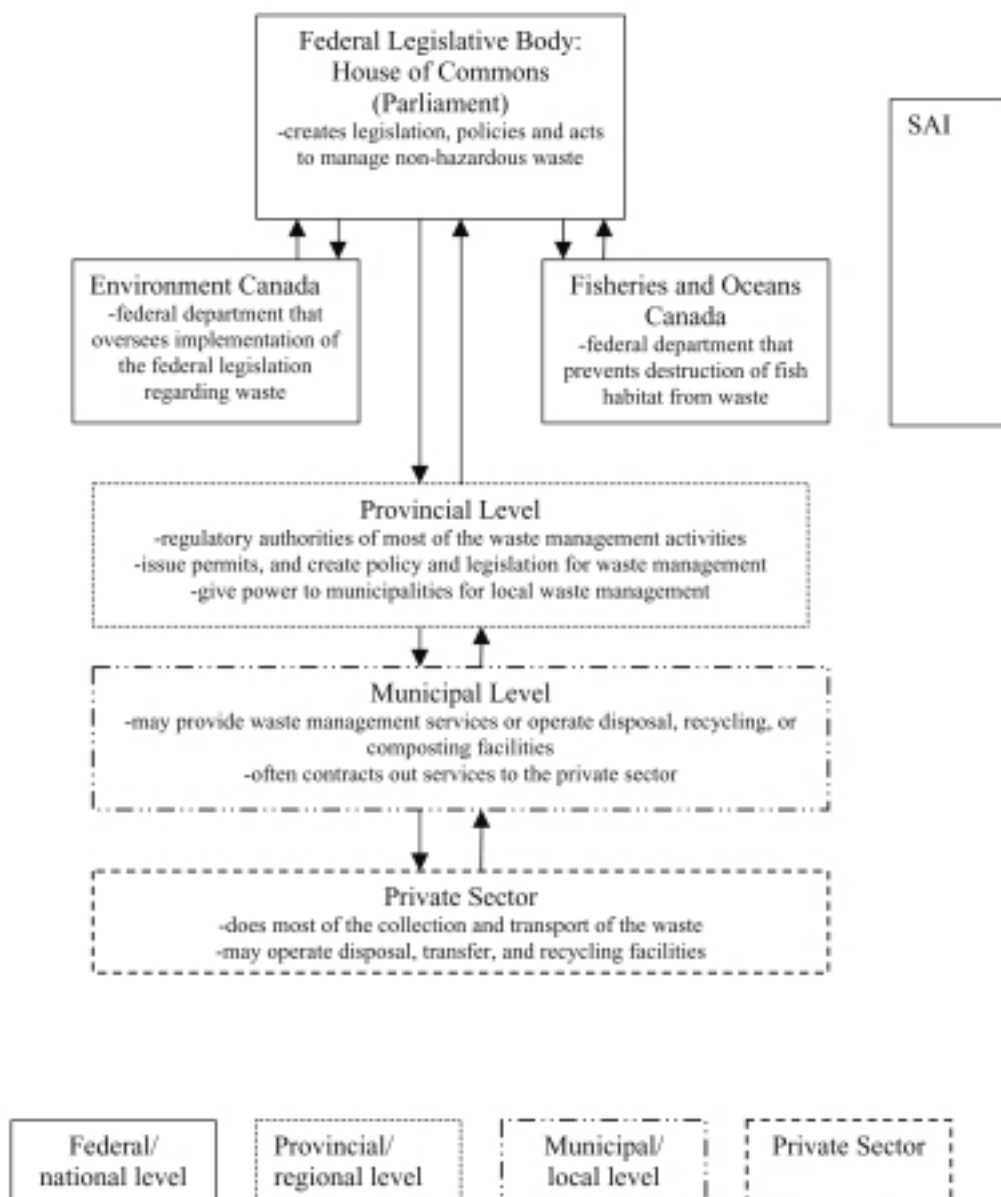 Federal Legislative Body:
House of Commons
(Parliament)
-creates legislation, policies and acts
to manage non-hazardous waste
SAI
Environment Canada
-federal department that
oversees implementation of
the federal legislation
regarding waste
Fisheries and Oceans
Canada
-federal department that
prevents destruction of fish
habitat from waste
Provincial Level
-regulatory authorities of most of the waste management activities
-issue permits, and create policy and legislation for waste management
-give power to municipalities for local waste management
Municipal Level
-may provide waste management services or operate disposal, recycling, or
composting facilities
-often contracts out services to the private sector
Private Sector
-does most of the collection and transport of the waste
-may operate disposal, transfer, and recycling facilities
Federal/
national level
Provincial/
regional level
Municipal/
local level
Private Sector